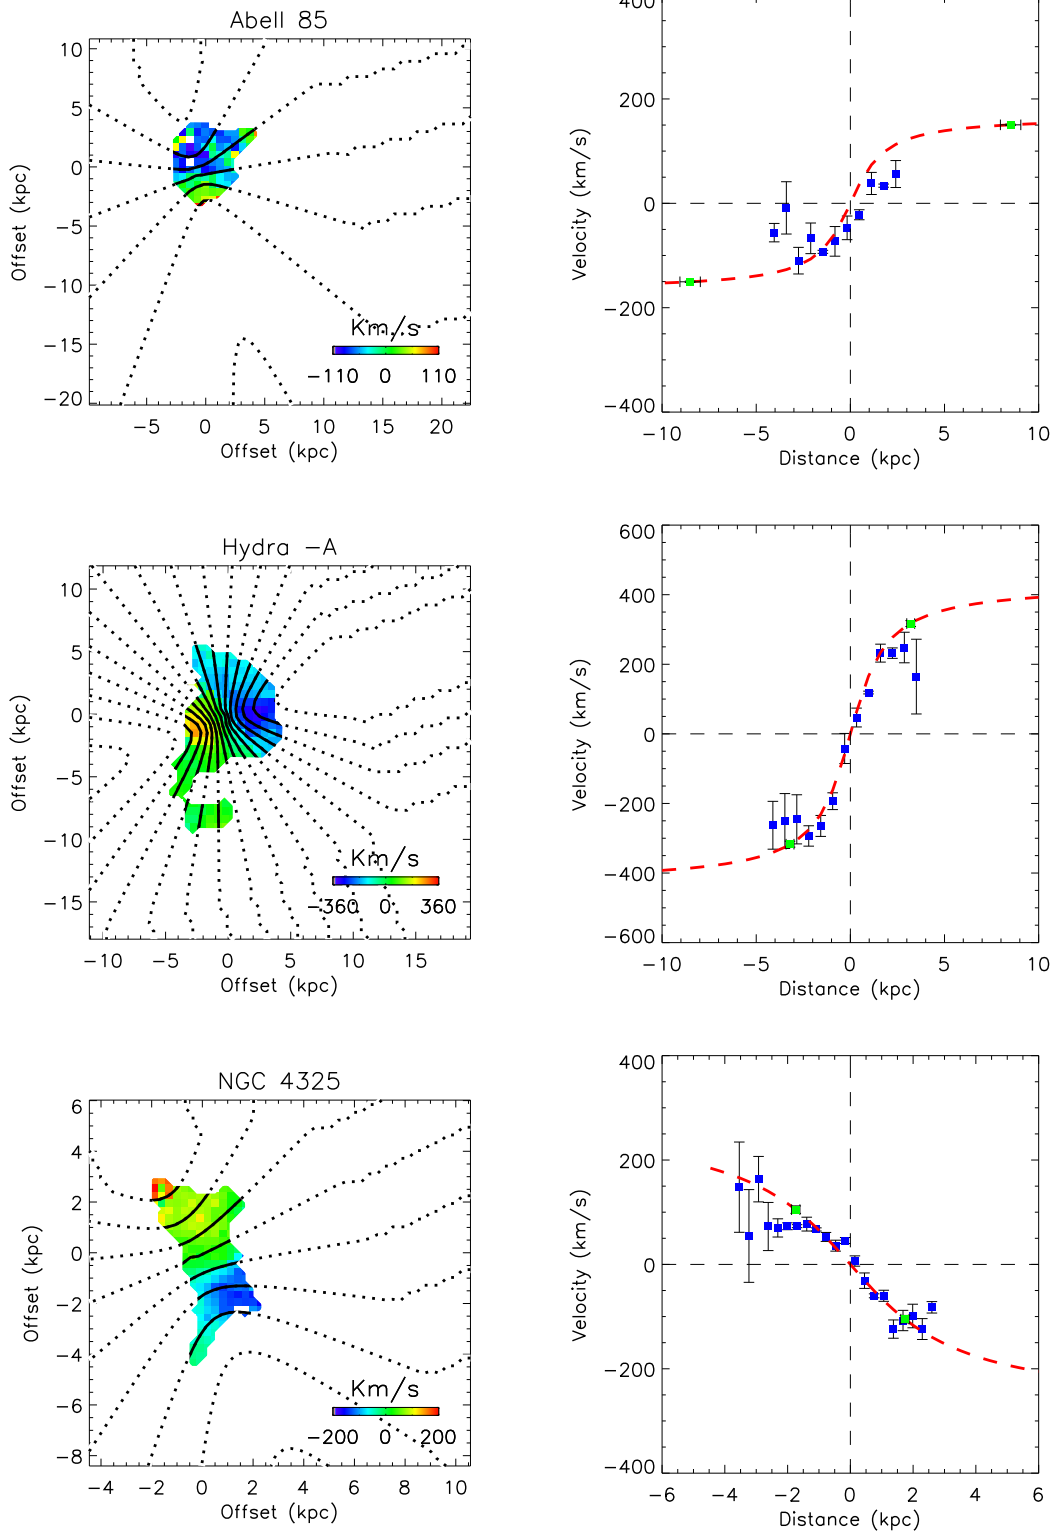 Abell 85
10
5
0
−5
−10
−15
−20
Offset (kpc)
Km/s
−110 0 110
−5 0 5 10 15 20
Offset (kpc)
400
200
0
−200
−400
Velocity (km/s)
−10 −5 0 5 10
Distance (kpc)
Hydra −A
10
5
0
−5
−10
−15
Offset (kpc)
Km/s
−360 0 360
−10 −5 0 5 10 15
Offset (kpc)
600
400
200
0
−200
−400
−600
Velocity (km/s)
−10 −5 0 5 10
Distance (kpc)
NGC 4325
6
4
2
0
−2
−4
−6
−8
Offset (kpc)
Km/s
−200 0 200
−4 −2 0 2 4 6 8 10
Offset (kpc)
400
200
0
−200
−400
Velocity (km/s)
−6 −4 −2 0 2 4 6
Distance (kpc)